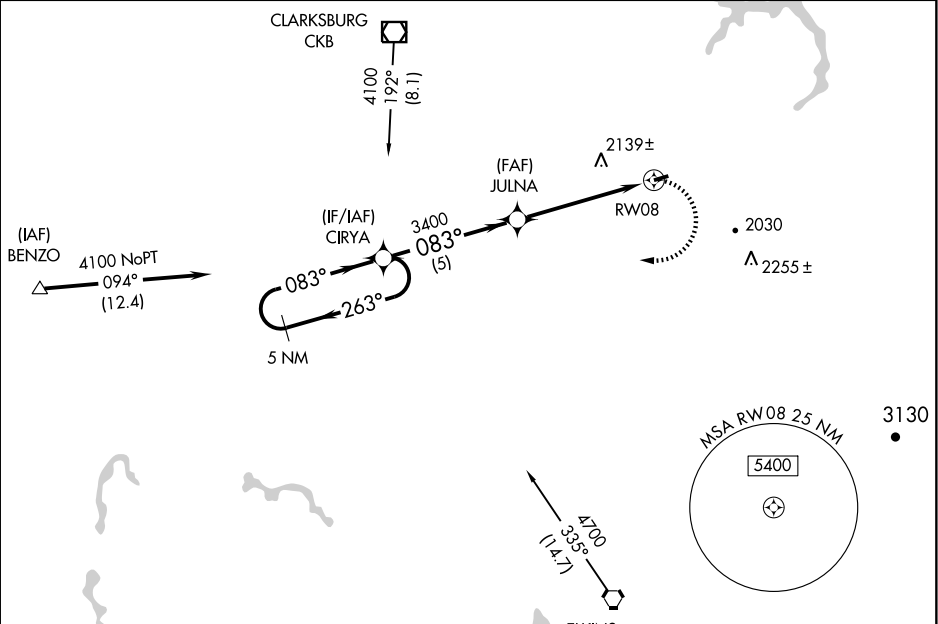 CLARKSBURG
CKB
4100
192°
(8.1)
2139±
(FAF)
JULNA
RW08
(IF/IAF)
CIRYA
3400
083°
(5)
2030
2255±
(IAF)
BENZO
4100 NoPT
094°
(12.4)
083°
263°
5 NM
MSA RW08 25 NM
5400
3130
4700
335°
(14.7)